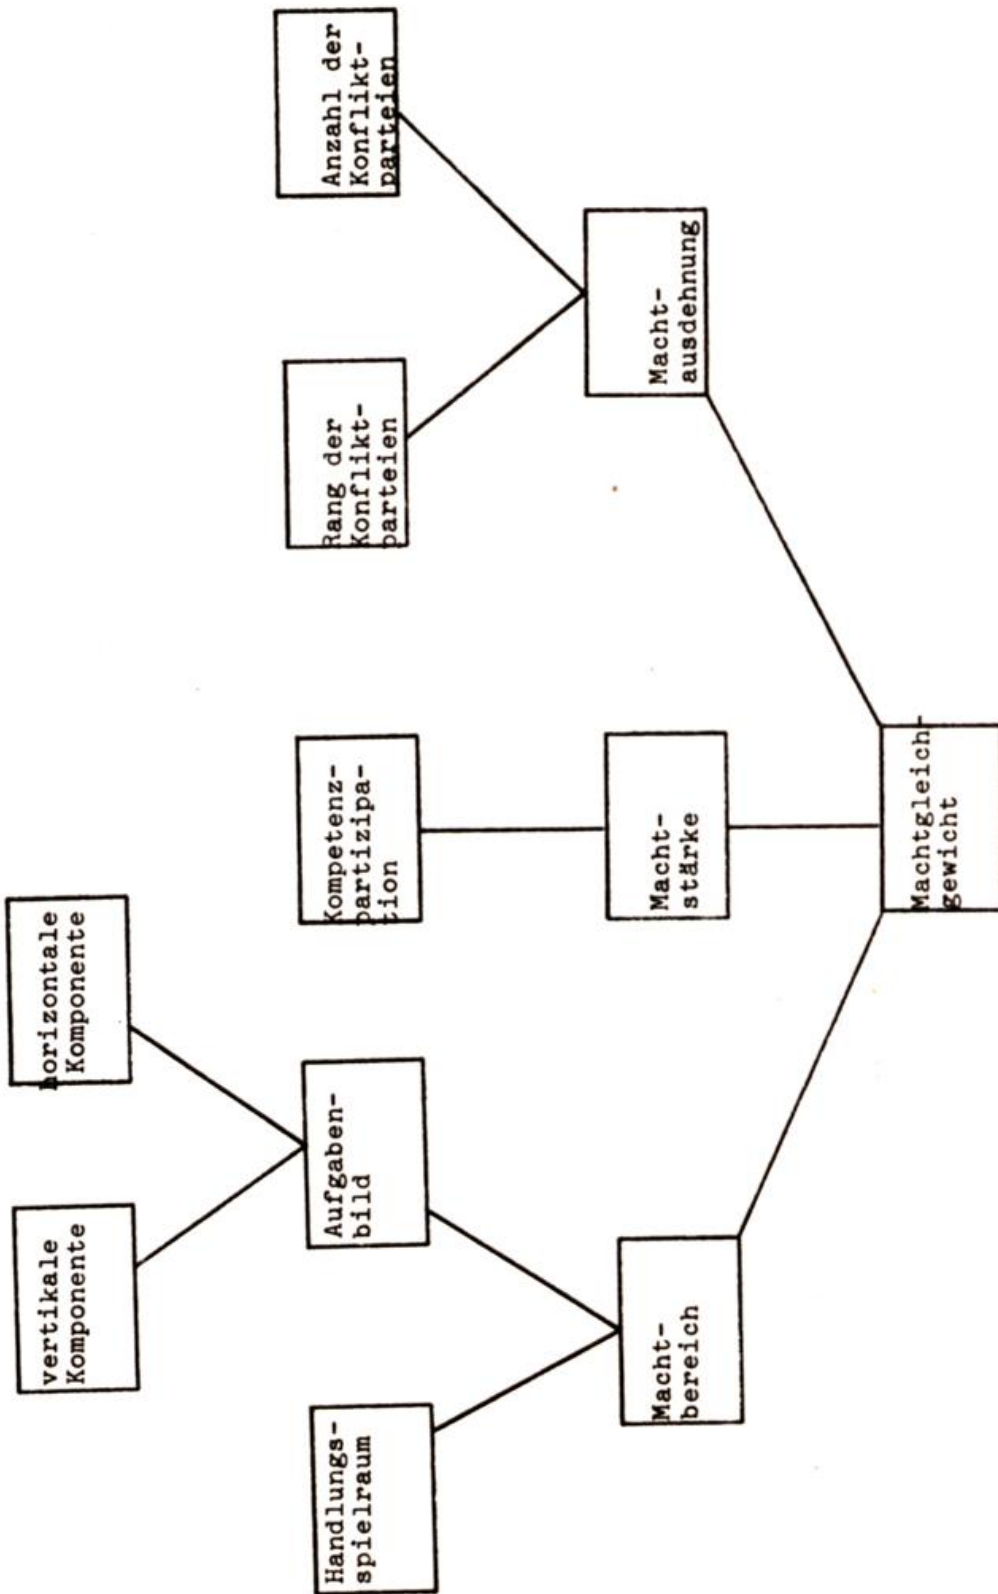 vertikale
Komponente
horizontale
Komponente
Handlungs-
spielraum
Aufgaben-
bild
Kompetenz-
partizipa-
tion
Rang der
Konflikt-
parteien
Anzahl der
Konflikt-
parteien
Macht-
bereich
Macht-
stärke
Macht-
ausdehnung
Machtgleich-
gewicht